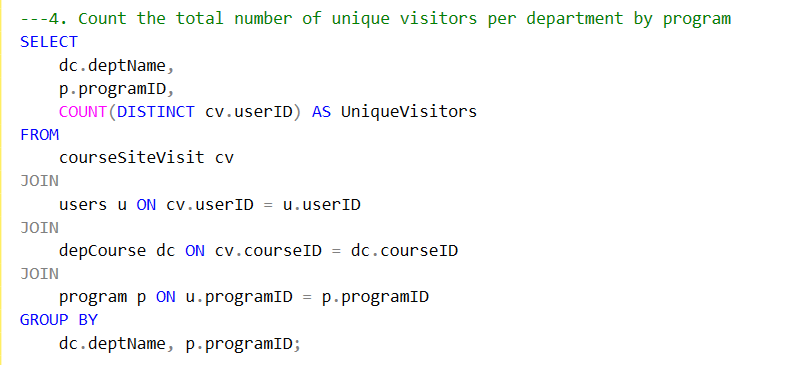 ---4. Count the total number of unique visitors per department by program
SELECT
    dc.deptName,
    p.programID,
    COUNT(DISTINCT cv.userID) AS UniqueVisitors
FROM
    courseSiteVisit cv
JOIN
    users u ON cv.userID = u.userID
JOIN
    depCourse dc ON cv.courseID = dc.courseID
JOIN
    program p ON u.programID = p.programID
GROUP BY
    dc.deptName, p.programID;